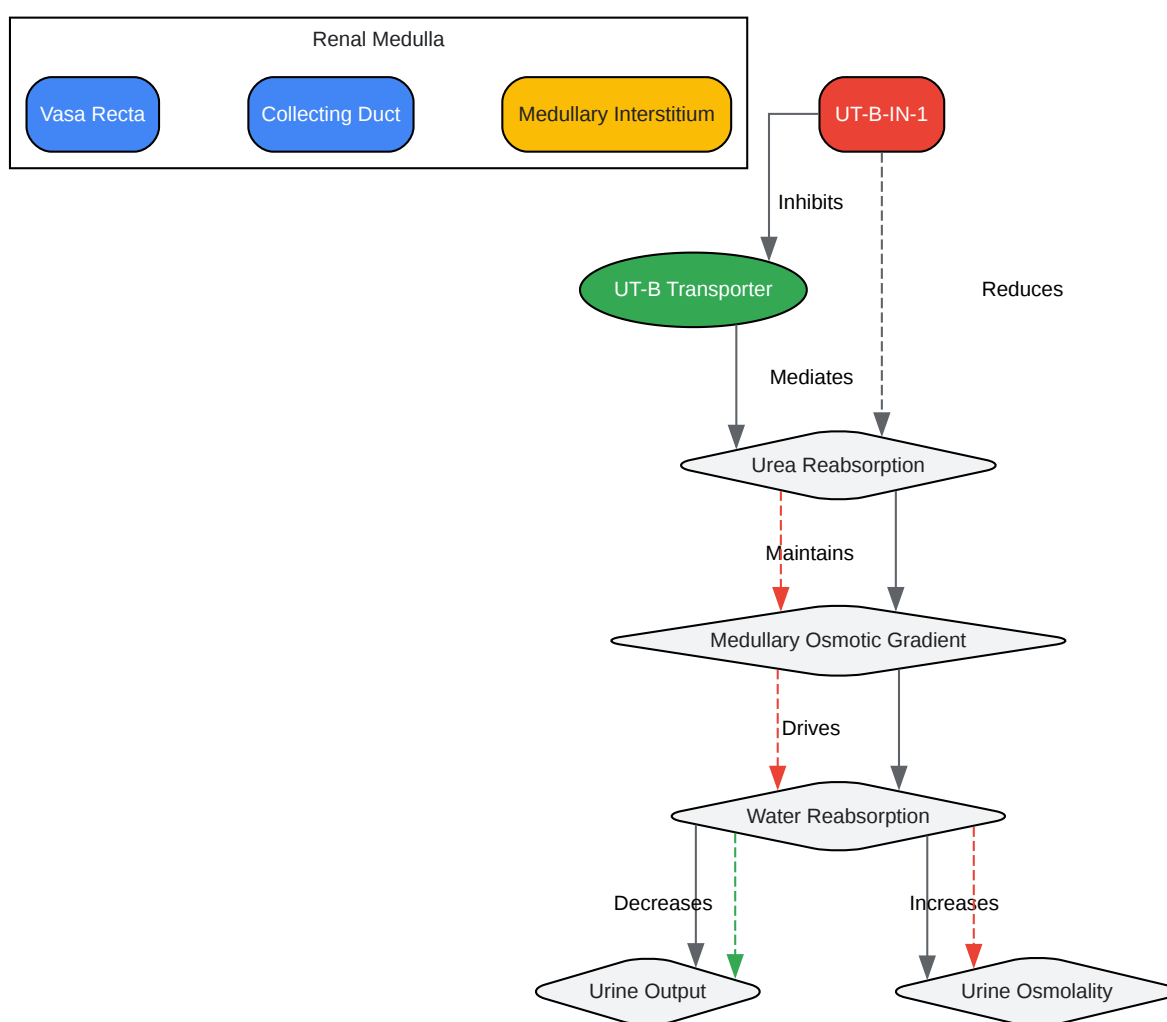 Renal Medulla
Vasa Recta
Collecting Duct
Medullary Interstitium
UT-B-IN-1
Inhibits
UT-B Transporter
Reduces
Mediates
Urea Reabsorption
Maintains
Medullary Osmotic Gradient
Drives
Water Reabsorption
Decreases
Increases
Urine Output
Urine Osmolality